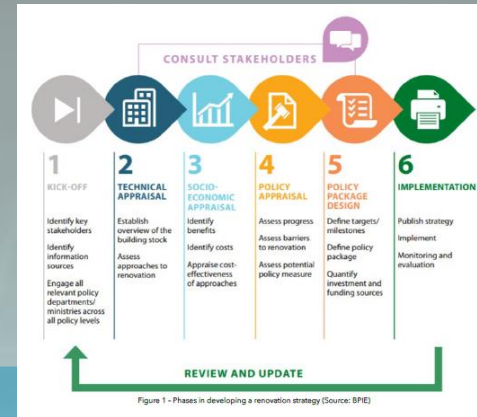 CONSULT STAKEHOLDERS
1
KICK-OFF
Identify key
stakeholders
Identify
information
sources
Engage all
relevant policy
departments/
ministries across
all policy levels
2
TECHNICAL
APPRAISAL
Establish
overview of the
building stock
Assess
approaches to
renovation
3
SOCIO-
ECONOMIC
APPRAISAL
Identify
benefits
Identify costs
Appraise cost-
effectiveness
of approaches
4
POLICY
APPRAISAL
Assess progress
Assess barriers
to renovation
Assess potential
policy measure
5
POLICY
PACKAGE
DESIGN
Define targets/
milestones
Define policy
package
Quantify
investment and
funding sources
6
IMPLEMENTATION
Publish strategy
Implement
Monitoring and
evaluation
REVIEW AND UPDATE
Figure 1 - Phases in developing a renovation strategy (Source: BPIE)